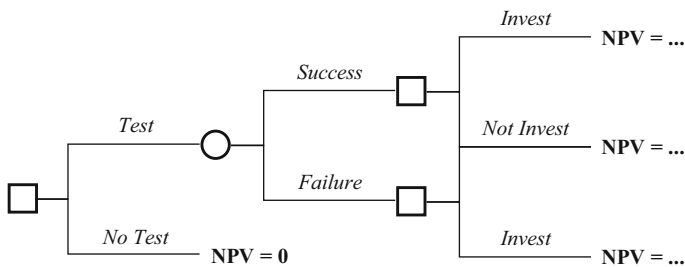 Invest
NPV = ...
Success
Test
Not Invest
NPV = ...
Failure
No Test
NPV = 0
Invest
NPV = ...